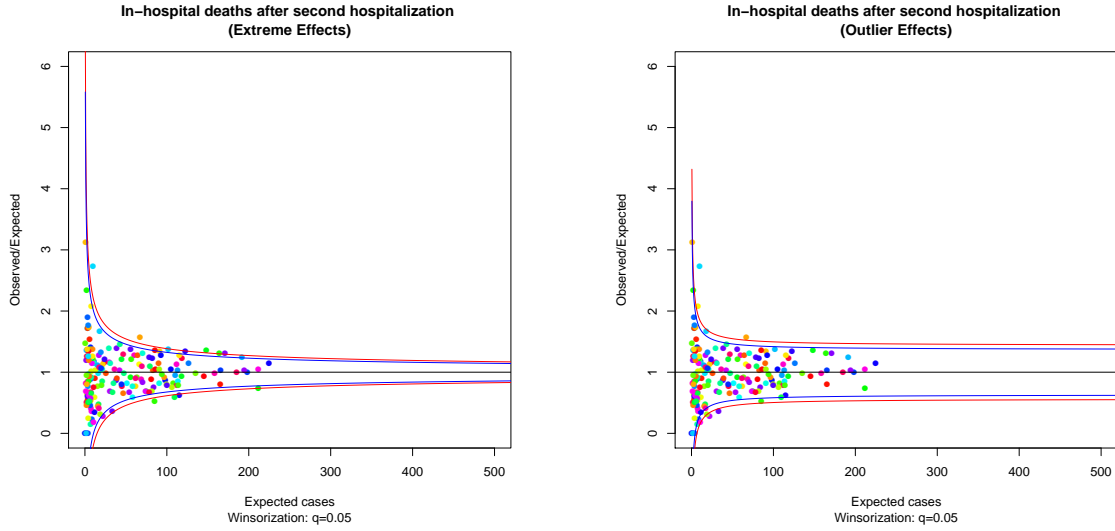 In−hospital deaths after second hospitalization
(Extreme Effects)
6
5
4
3
2
1
0
Observed/Expected
0 100 200 300 400 500
Expected cases
Winsorization: q=0.05
In−hospital deaths after second hospitalization
(Outlier Effects)
6
5
4
3
2
1
0
Observed/Expected
0 100 200 300 400 500
Expected cases
Winsorization: q=0.05